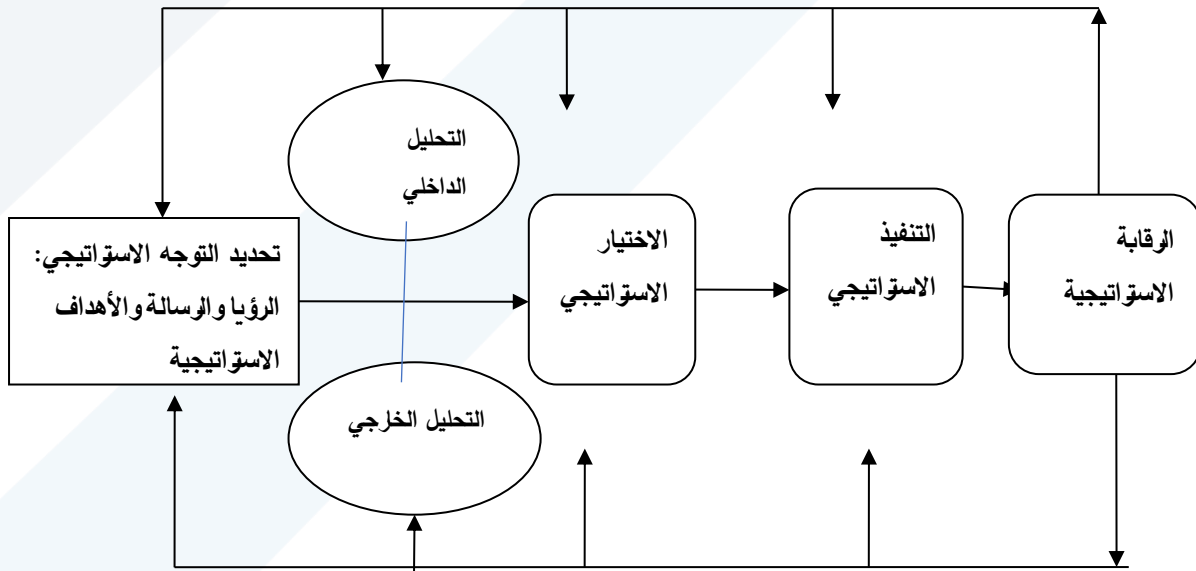 التحليل
الداخلي
تحديد التوجه الاستراتيجي:
الرؤيا والرسالة والأهداف
الاستراتيجية
التحليل الخارجي
الاختيار
الاستراتيجي
التنفيذ
الاستراتيجي
الرقابة
الاستراتيجية